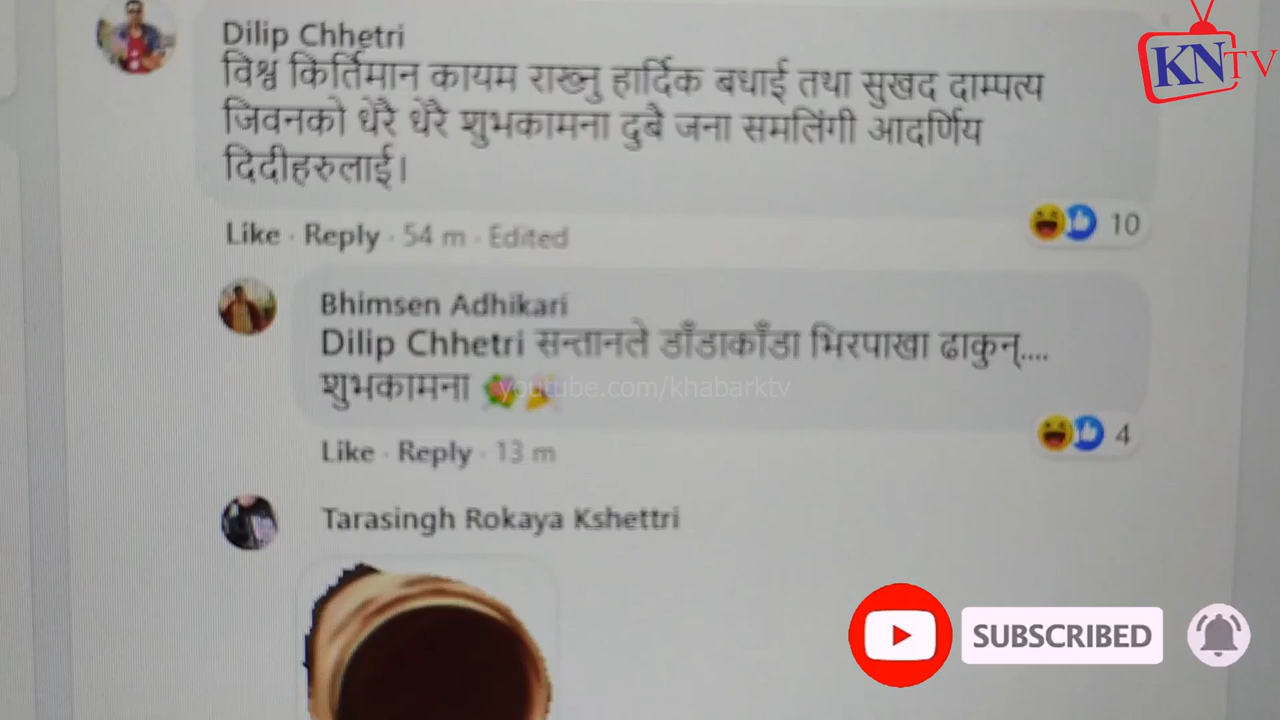 KNTV
Dilip Chhetri
विश्व किर्तिमान कायम राख्नु हार्दिक बधाई तथा सुखद दाम्पत्य
जिवनको धेरै धेरै शुभकामना दुबै जना समलिंगी आदर्णिय
दिदीहरुलाई।
Like · Reply · 54 m · Edited
10
Bhimsen Adhikari
Dilip Chhetri सन्तानले डाँडाकाँडा भिरपाखा ढाकुन्....
शुभकामना
youtube.com/khabarktv
Like · Reply · 13 m
4
Tarasingh Rokaya Kshettri
SUBSCRIBED